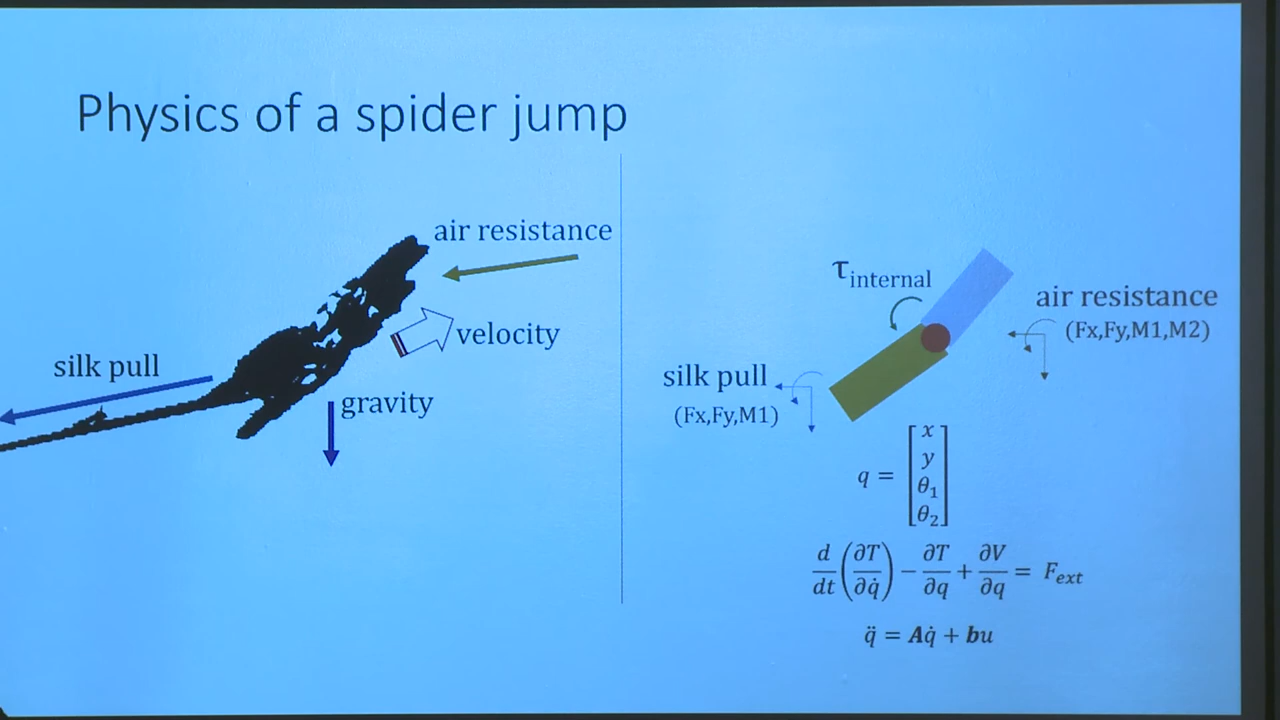 Physics of a spider jump
air resistance
velocity
silk pull
gravity
τinternal
air resistance
(Fx,Fy,M1,M2)
silk pull
(Fx,Fy,M1)
q = [x y θ1 θ2]
d/dt (∂T/∂q̇) − ∂T/∂q + ∂V/∂q = Fext
q̈ = Aq̇ + bu